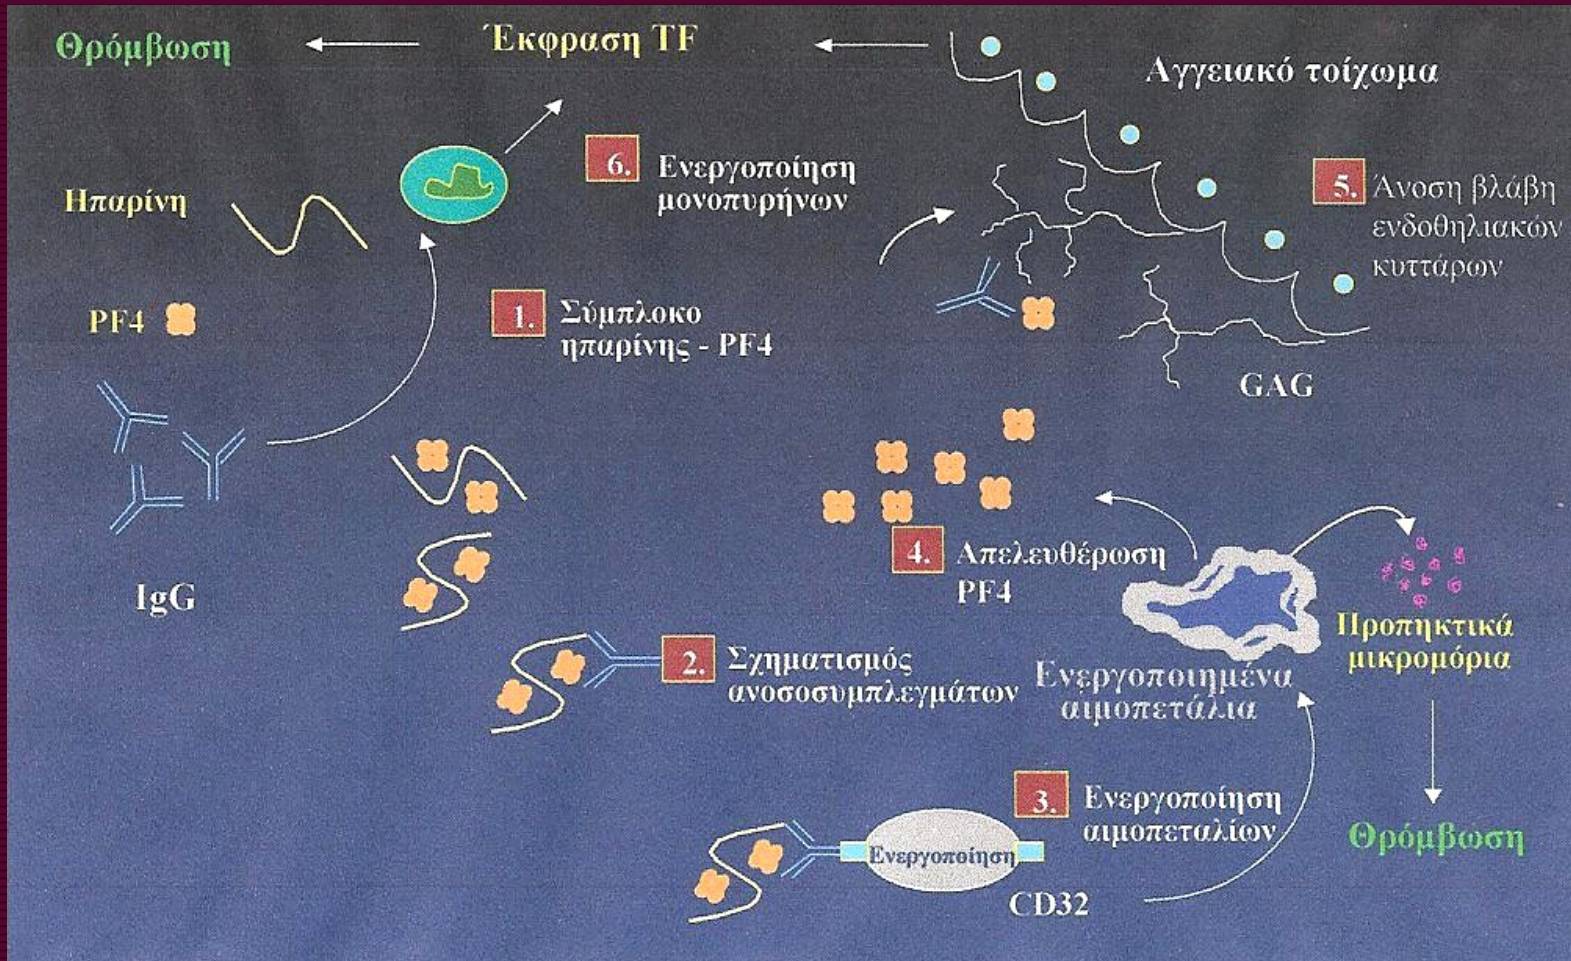 Θρόμβωση
Έκφραση TF
Αγγειακό τοίχωμα
6. Ενεργοποίηση
μονοπυρήνων
5. Άνοση βλάβη
ενδοθηλιακών
κυττάρων
Ηπαρίνη
PF4
1. Σύμπλοκο
ηπαρίνης - PF4
GAG
IgG
4. Απελευθέρωση
PF4
Προπηκτικά
μικρομόρια
2. Σχηματισμός
ανοσοσυμπλεγμάτων
Ενεργοποιημένα
αιμοπετάλια
3. Ενεργοποίηση
αιμοπεταλίων
Ενεργοποίηση
CD32
Θρόμβωση